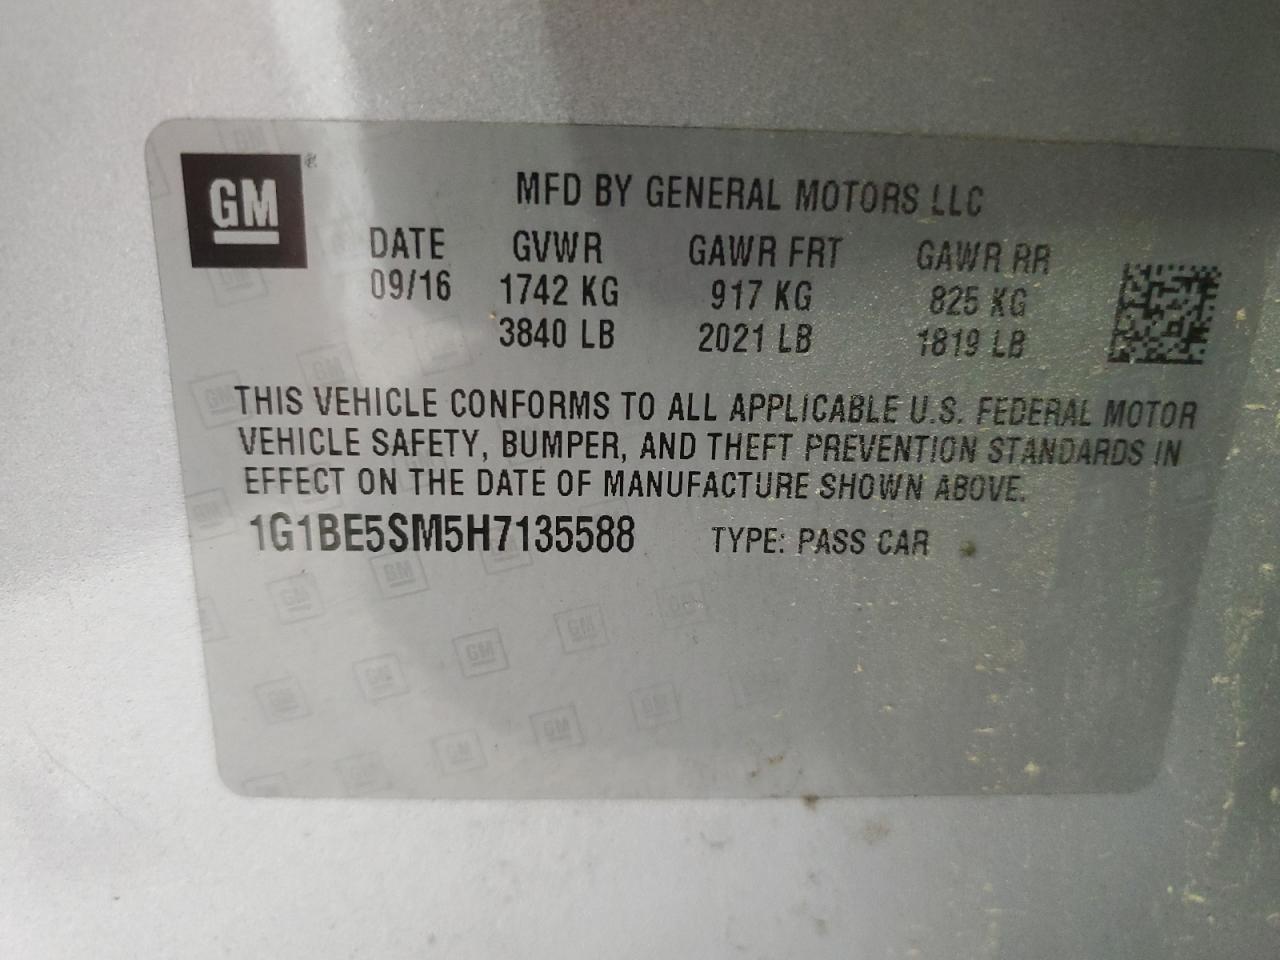 GM®
MFD BY GENERAL MOTORS LLC
DATE GVWR GAWR FRT GAWR RR
09/16 1742 KG 917 KG 825 KG
3840 LB 2021 LB 1819 LB
THIS VEHICLE CONFORMS TO ALL APPLICABLE U.S. FEDERAL MOTOR
VEHICLE SAFETY, BUMPER, AND THEFT PREVENTION STANDARDS IN
EFFECT ON THE DATE OF MANUFACTURE SHOWN ABOVE.
1G1BE5SM5H7135588 TYPE: PASS CAR